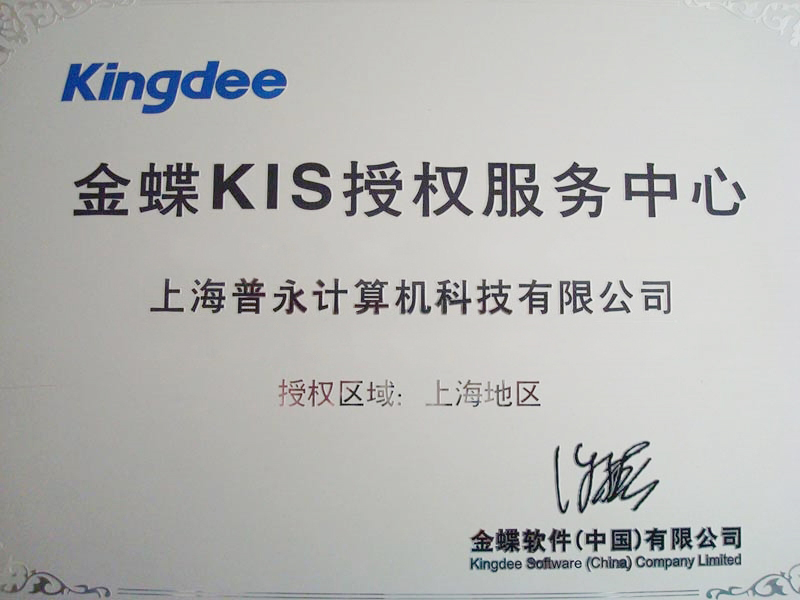 Kingdee
金蝶KIS授权服务中心
上海普永计算机科技有限公司
授权区域：上海地区
金蝶软件(中国)有限公司
Kingdee Software (China) Company Limited